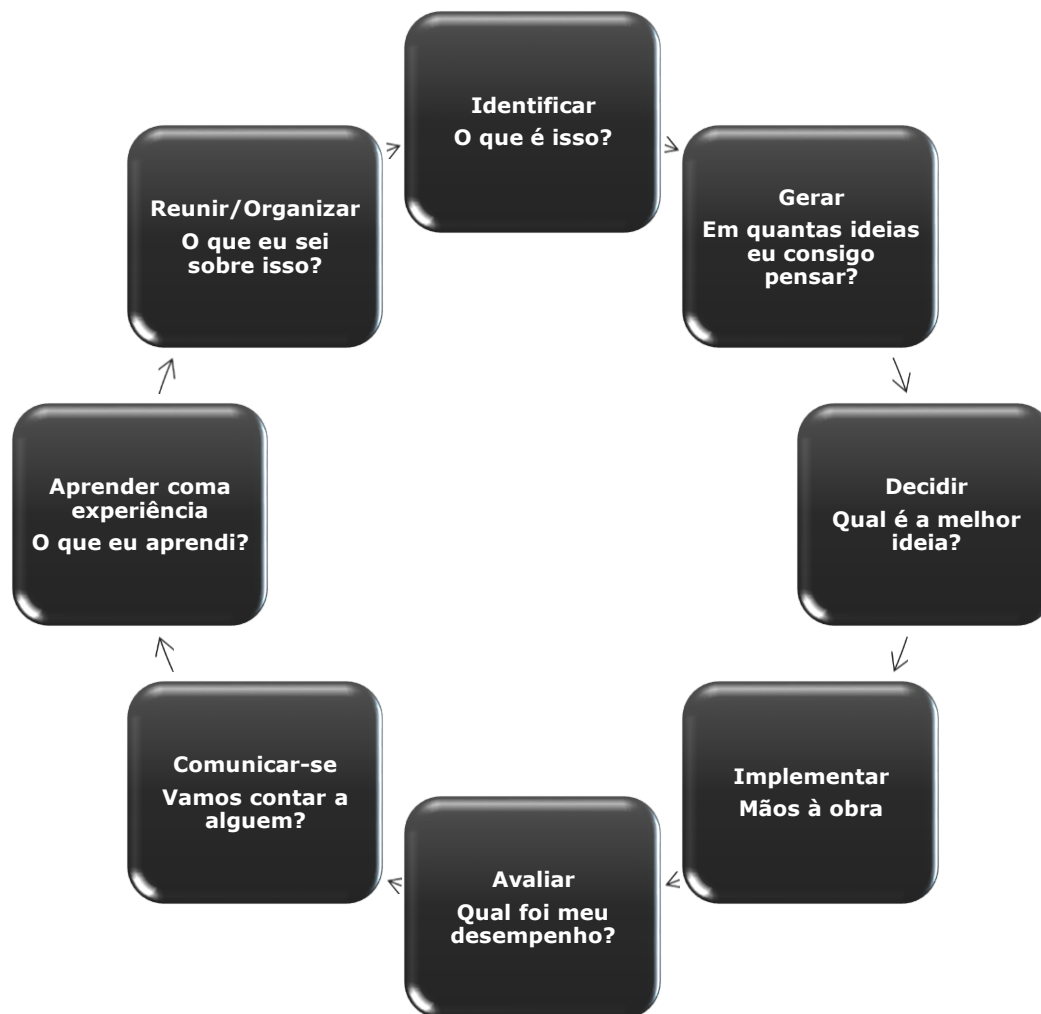 Identificar
O que é isso?
Gerar
Em quantas ideias
eu consigo
pensar?
Decidir
Qual é a melhor
ideia?
Implementar
Mãos à obra
Avaliar
Qual foi meu
desempenho?
Comunicar-se
Vamos contar a
alguem?
Aprender coma
experiência
O que eu aprendi?
Reunir/Organizar
O que eu sei
sobre isso?